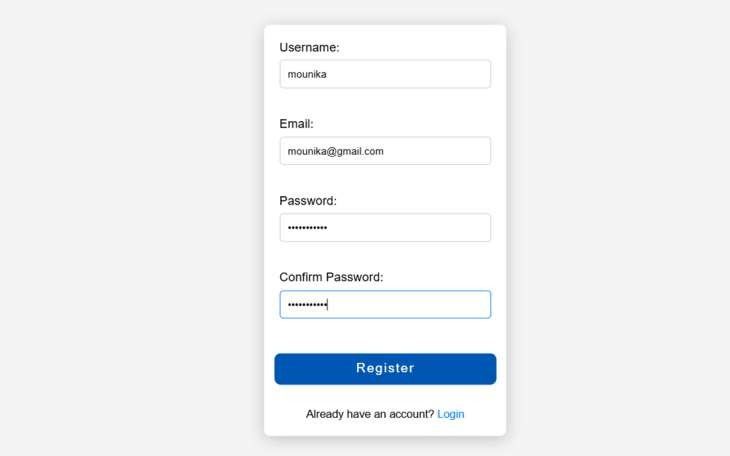 Username:
mounika
Email:
mounika@gmail.com
Password:
•••••••••••
Confirm Password:
•••••••••••
Register
Already have an account? Login